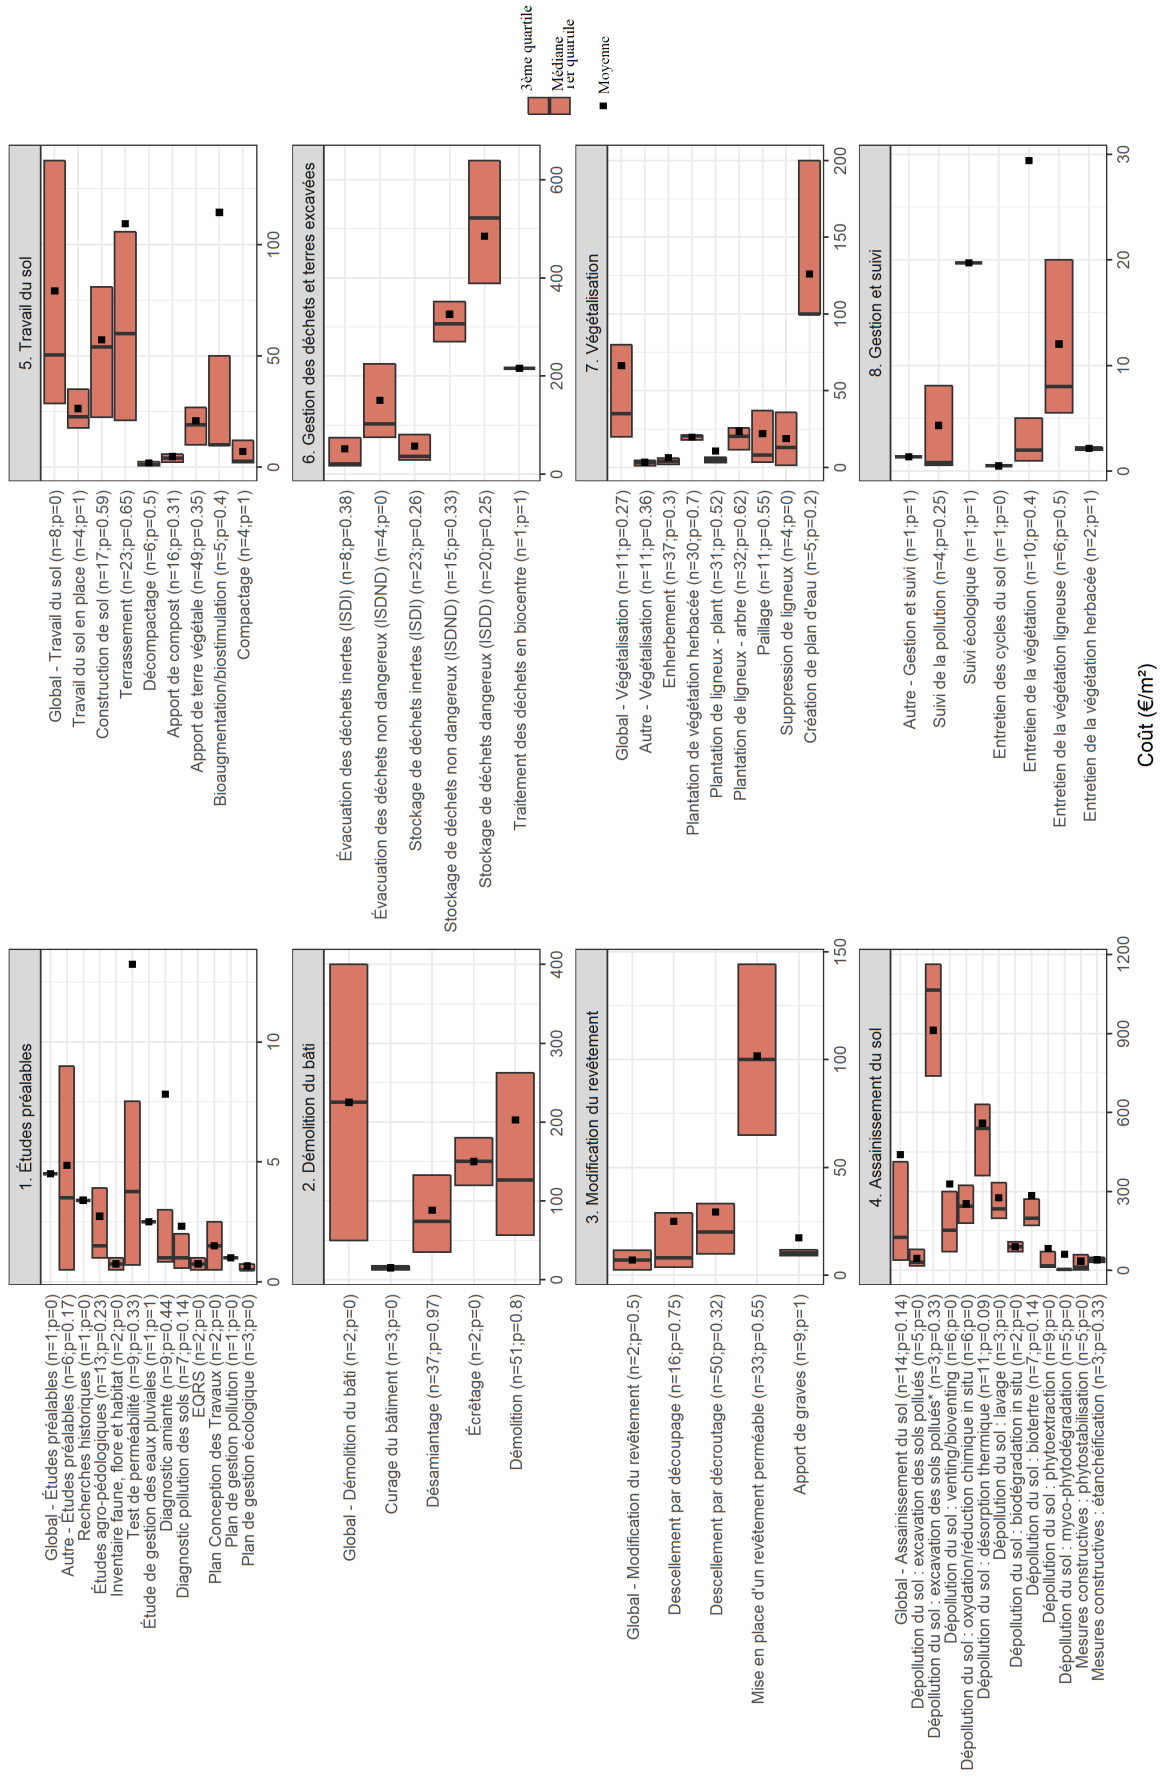 1. Études préalables
Global - Études préalables (n=1;p=0)
Autre - Études préalables (n=6;p=0.17)
Recherches historiques (n=1;p=0)
Études agro-pédologiques (n=13;p=0.23)
Inventaire faune, flore et habitat (n=2;p=0)
Test de perméabilité (n=9;p=0.33)
Étude de gestion des eaux pluviales (n=1;p=1)
Diagnostic amiante (n=9;p=0.44)
Diagnostic pollution des sols (n=7;p=0.14)
EQRS (n=2;p=0)
Plan Conception des Travaux (n=2;p=0)
Plan de gestion pollution (n=1;p=0)
Plan de gestion écologique (n=3;p=0)
0 5 10
5. Travail du sol
Global - Travail du sol (n=8;p=0)
Travail du sol en place (n=4;p=1)
Construction de sol (n=17;p=0.59)
Terrassement (n=23;p=0.65)
Décompactage (n=6;p=0.5)
Apport de compost (n=16;p=0.31)
Apport de terre végétale (n=49;p=0.35)
Bioaugmentation/biostimulation (n=5;p=0.4)
Compactage (n=4;p=1)
0 50 100
2. Démolition du bâti
Global - Démolition du bâti (n=2;p=0)
Curage du bâtiment (n=3;p=0)
Désamiantage (n=37;p=0.97)
Écrêtage (n=2;p=0)
Démolition (n=51;p=0.8)
0 100 200 300 400
6. Gestion des déchets et terres excavées
Évacuation des déchets inertes (ISDI) (n=8;p=0.38)
Évacuation des déchets non dangereux (ISDND) (n=4;p=0)
Stockage de déchets inertes (ISDI) (n=23;p=0.26)
Stockage de déchets non dangereux (ISDND) (n=15;p=0.33)
Stockage de déchets dangereux (ISDD) (n=20;p=0.25)
Traitement des déchets en biocentre (n=1;p=1)
0 200 400 600
3. Modification du revêtement
Global - Modification du revêtement (n=2;p=0.5)
Descellement par découpage (n=16;p=0.75)
Descellement par décroutage (n=50;p=0.32)
Mise en place d'un revêtement perméable (n=33;p=0.55)
Apport de graves (n=9;p=1)
0 50 100 150
7. Végétalisation
Global - Végétalisation (n=11;p=0.27)
Autre - Végétalisation (n=11;p=0.36)
Enherbement (n=37;p=0.3)
Plantation de végétation herbacée (n=30;p=0.7)
Plantation de ligneux - plant (n=31;p=0.52)
Plantation de ligneux - arbre (n=32;p=0.62)
Paillage (n=11;p=0.55)
Suppression de ligneux (n=4;p=0)
Création de plan d'eau (n=5;p=0.2)
0 50 100 150 200
4. Assainissement du sol
Global - Assainissement du sol (n=14;p=0.14)
Dépollution du sol : excavation des sols pollués (n=5;p=0)
Dépollution du sol : excavation des sols pollués* (n=3;p=0.33)
Dépollution du sol : venting/bioventing (n=6;p=0)
Dépollution du sol : oxydation/réduction chimique in situ (n=6;p=0)
Dépollution du sol : désorption thermique (n=11;p=0.09)
Dépollution du sol : lavage (n=3;p=0)
Dépollution du sol : biodégradation in situ (n=2;p=0)
Dépollution du sol : biotertre (n=7;p=0.14)
Dépollution du sol : phytoextraction (n=9;p=0)
Dépollution du sol : myco-phytodégradation (n=5;p=0)
Mesures constructives : phytostabilisation (n=5;p=0)
Mesures constructives : étanchéification (n=3;p=0.33)
0 300 600 900 1200
8. Gestion et suivi
Autre - Gestion et suivi (n=1;p=1)
Suivi de la pollution (n=4;p=0.25)
Suivi écologique (n=1;p=1)
Entretien des cycles du sol (n=1;p=0)
Entretien de la végétation (n=10;p=0.4)
Entretien de la végétation ligneuse (n=6;p=0.5)
Entretien de la végétation herbacée (n=2;p=1)
0 10 20 30
Coût (€/m²)
3ème quartile
Médiane
1er quartile
Moyenne